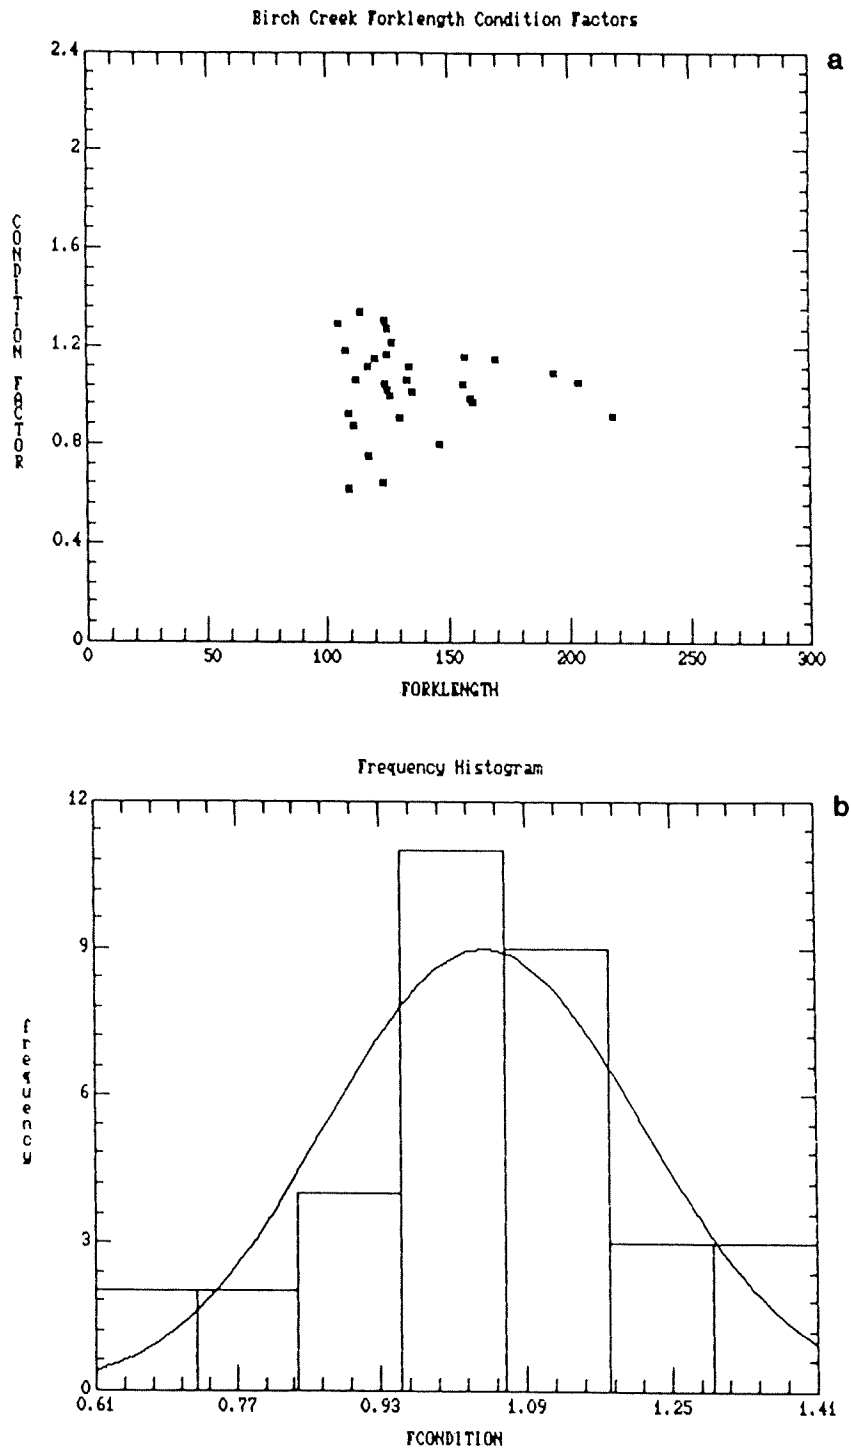 Birch Creek Forklength Condition Factors
a
2.4
2
1.6
1.2
0.8
0.4
0
CONDITION FACTOR
0 50 100 150 200 250 300
FORKLENGTH
Frequency Histogram
b
12
9
6
3
0
frequency
0.61 0.77 0.93 1.09 1.25 1.41
FCONDITION